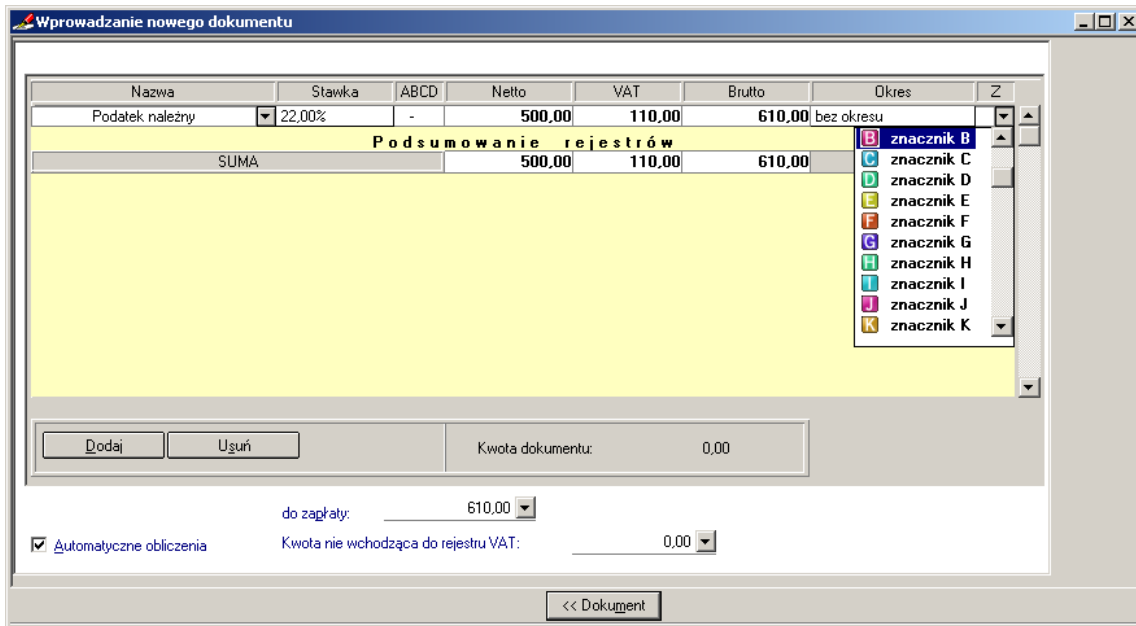 Wprowadzanie nowego dokumentu
Nazwa Stawka ABCD Netto VAT Brutto Okres Z
Podatek należny 22,00% - 500,00 110,00 610,00 bez okresu
Podsumowanie rejestrów
SUMA 500,00 110,00 610,00
B znacznik B
C znacznik C
D znacznik D
E znacznik E
F znacznik F
G znacznik G
H znacznik H
I znacznik I
J znacznik J
K znacznik K
Dodaj Usuń Kwota dokumentu: 0,00
do zapłaty: 610,00
Automatyczne obliczenia Kwota nie wchodząca do rejestru VAT: 0,00
<< Dokument